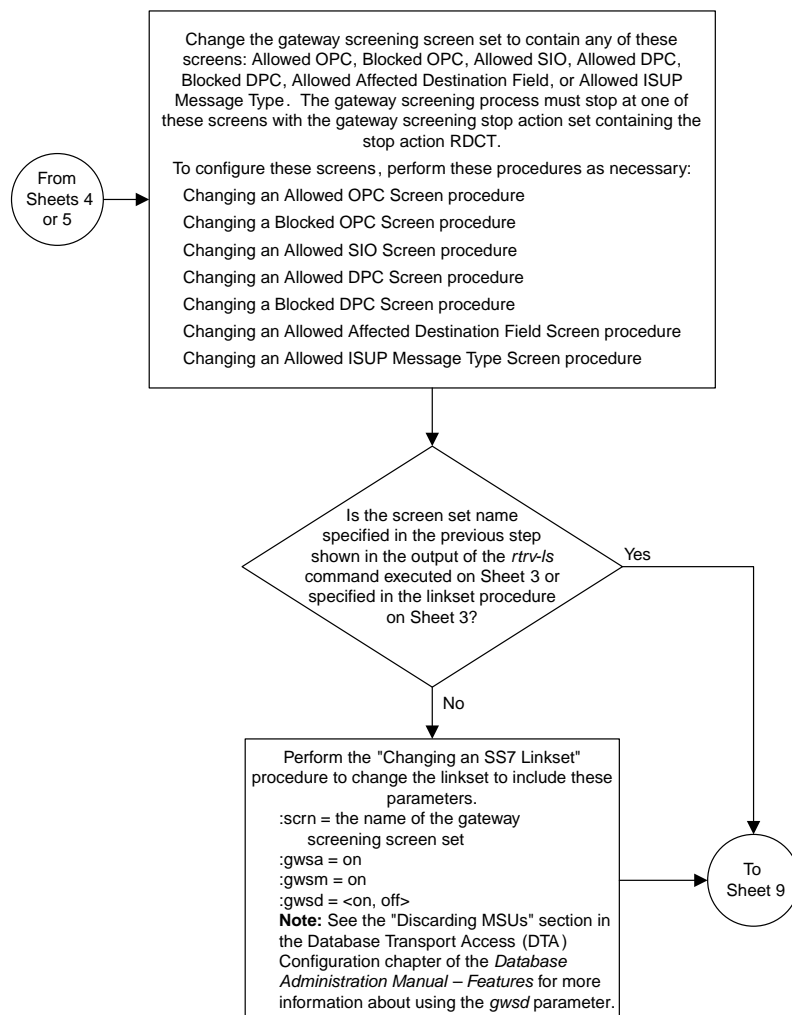 Change the gateway screening screen set to contain any of these
screens: Allowed OPC, Blocked OPC, Allowed SIO, Allowed DPC,
Blocked DPC, Allowed Affected Destination Field, or Allowed ISUP
Message Type. The gateway screening process must stop at one of
these screens with the gateway screening stop action set containing the
stop action RDCT.
To configure these screens, perform these procedures as necessary:
Changing an Allowed OPC Screen procedure
Changing a Blocked OPC Screen procedure
Changing an Allowed SIO Screen procedure
Changing an Allowed DPC Screen procedure
Changing a Blocked DPC Screen procedure
Changing an Allowed Affected Destination Field Screen procedure
Changing an Allowed ISUP Message Type Screen procedure
From
Sheets 4
or 5
Is the screen set name
specified in the previous step
shown in the output of the rtrv-ls
command executed on Sheet 3 or
specified in the linkset procedure
on Sheet 3?
Yes
No
Perform the "Changing an SS7 Linkset"
procedure to change the linkset to include these
parameters.
:scrn = the name of the gateway
screening screen set
:gwsa = on
:gwsm = on
:gwsd = <on, off>
Note: See the "Discarding MSUs" section in
the Database Transport Access (DTA)
Configuration chapter of the Database
Administration Manual – Features for more
information about using the gwsd parameter.
To
Sheet 9